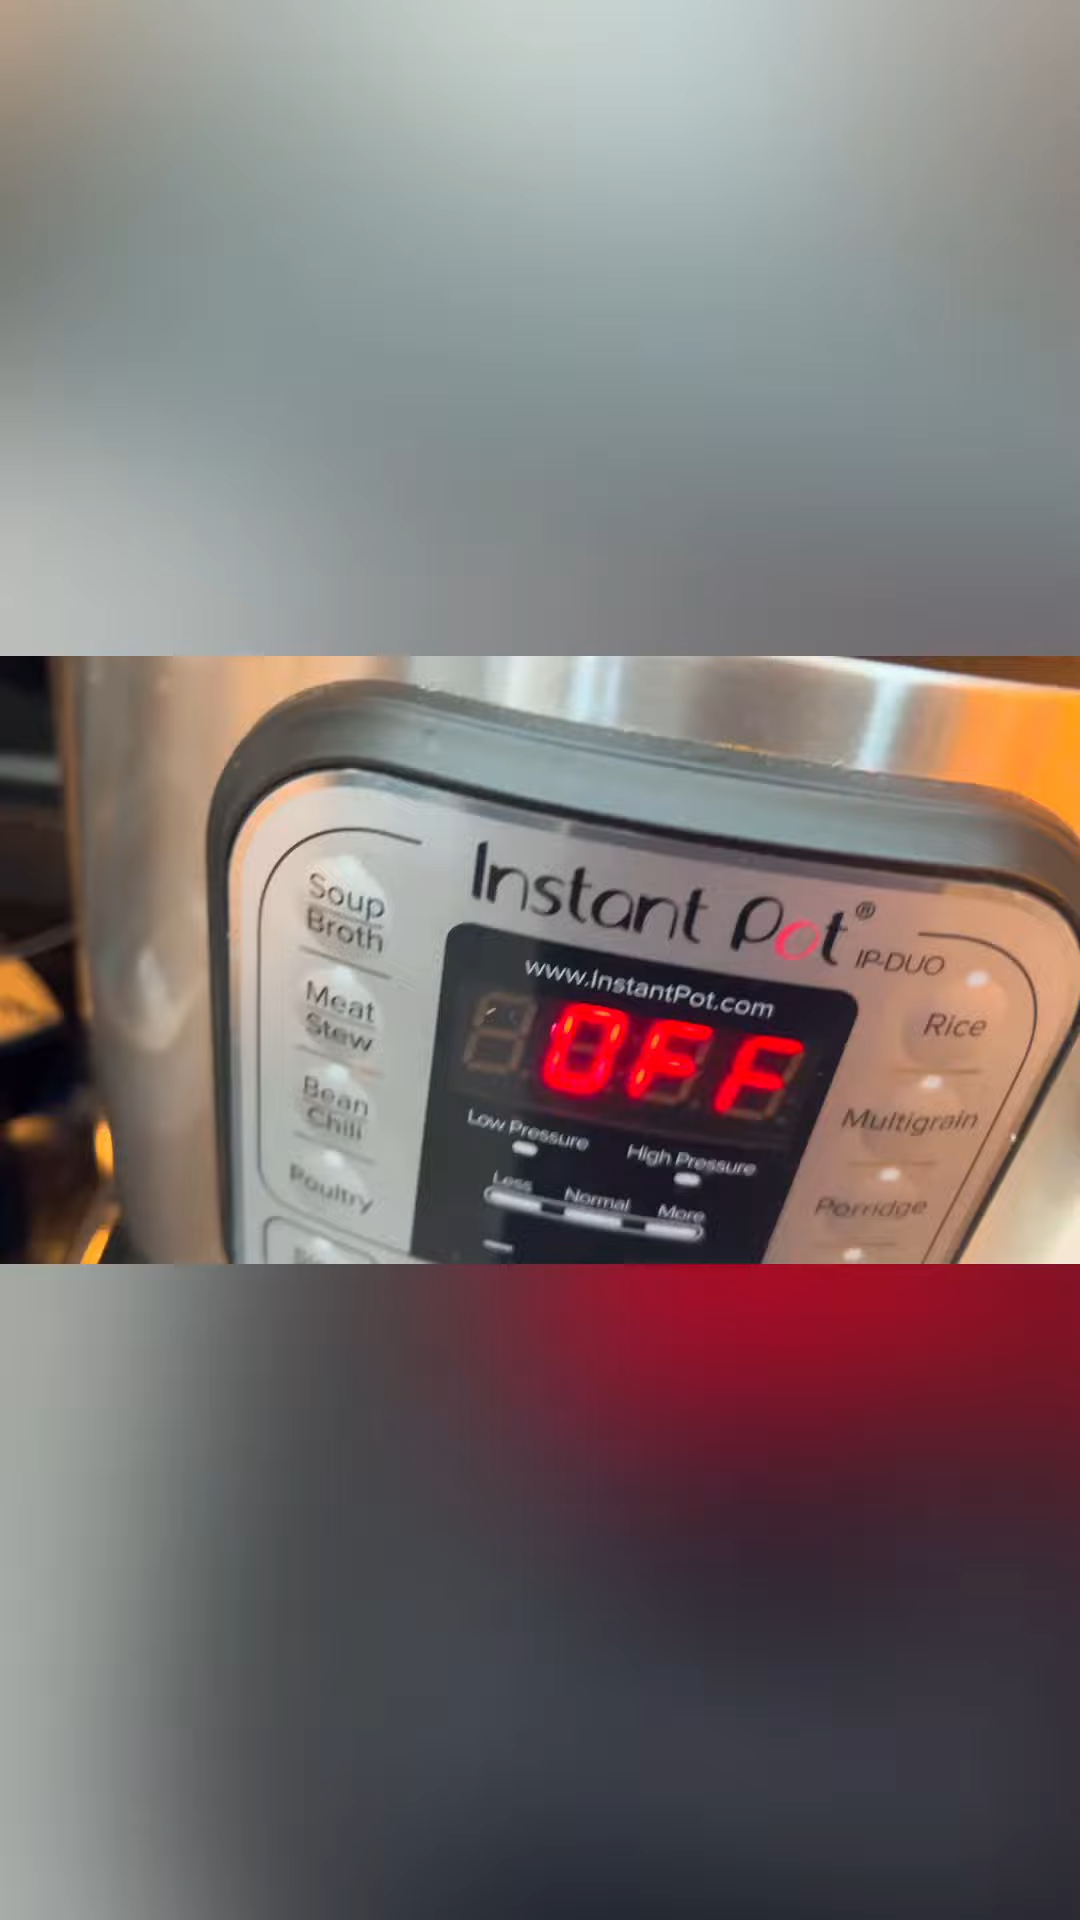 Instant Pot® IP-DUO
www.InstantPot.com
OFF
Low Pressure
High Pressure
Less
Normal
More
Soup
Broth
Meat
Stew
Bean
Chili
Poultry
Rice
Multigrain
Porridge